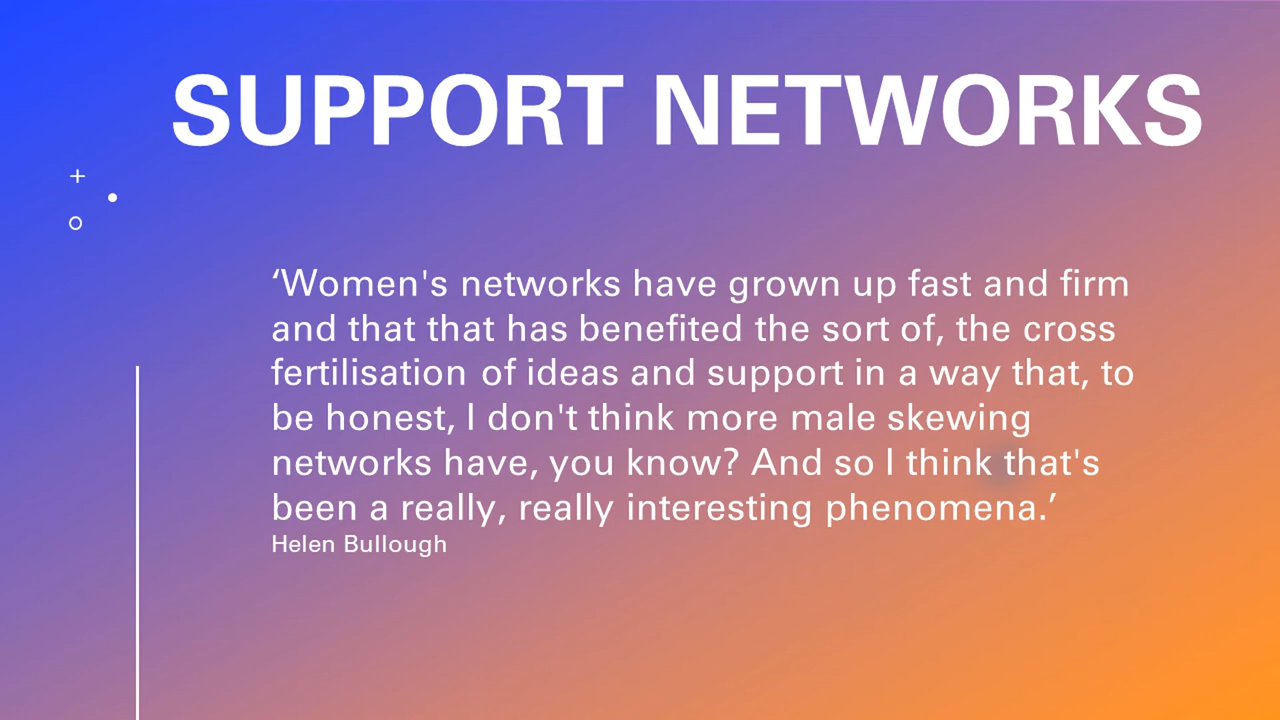 SUPPORT NETWORKS
‘Women's networks have grown up fast and firm
and that that has benefited the sort of, the cross
fertilisation of ideas and support in a way that, to
be honest, I don't think more male skewing
networks have, you know? And so I think that's
been a really, really interesting phenomena.’
Helen Bullough